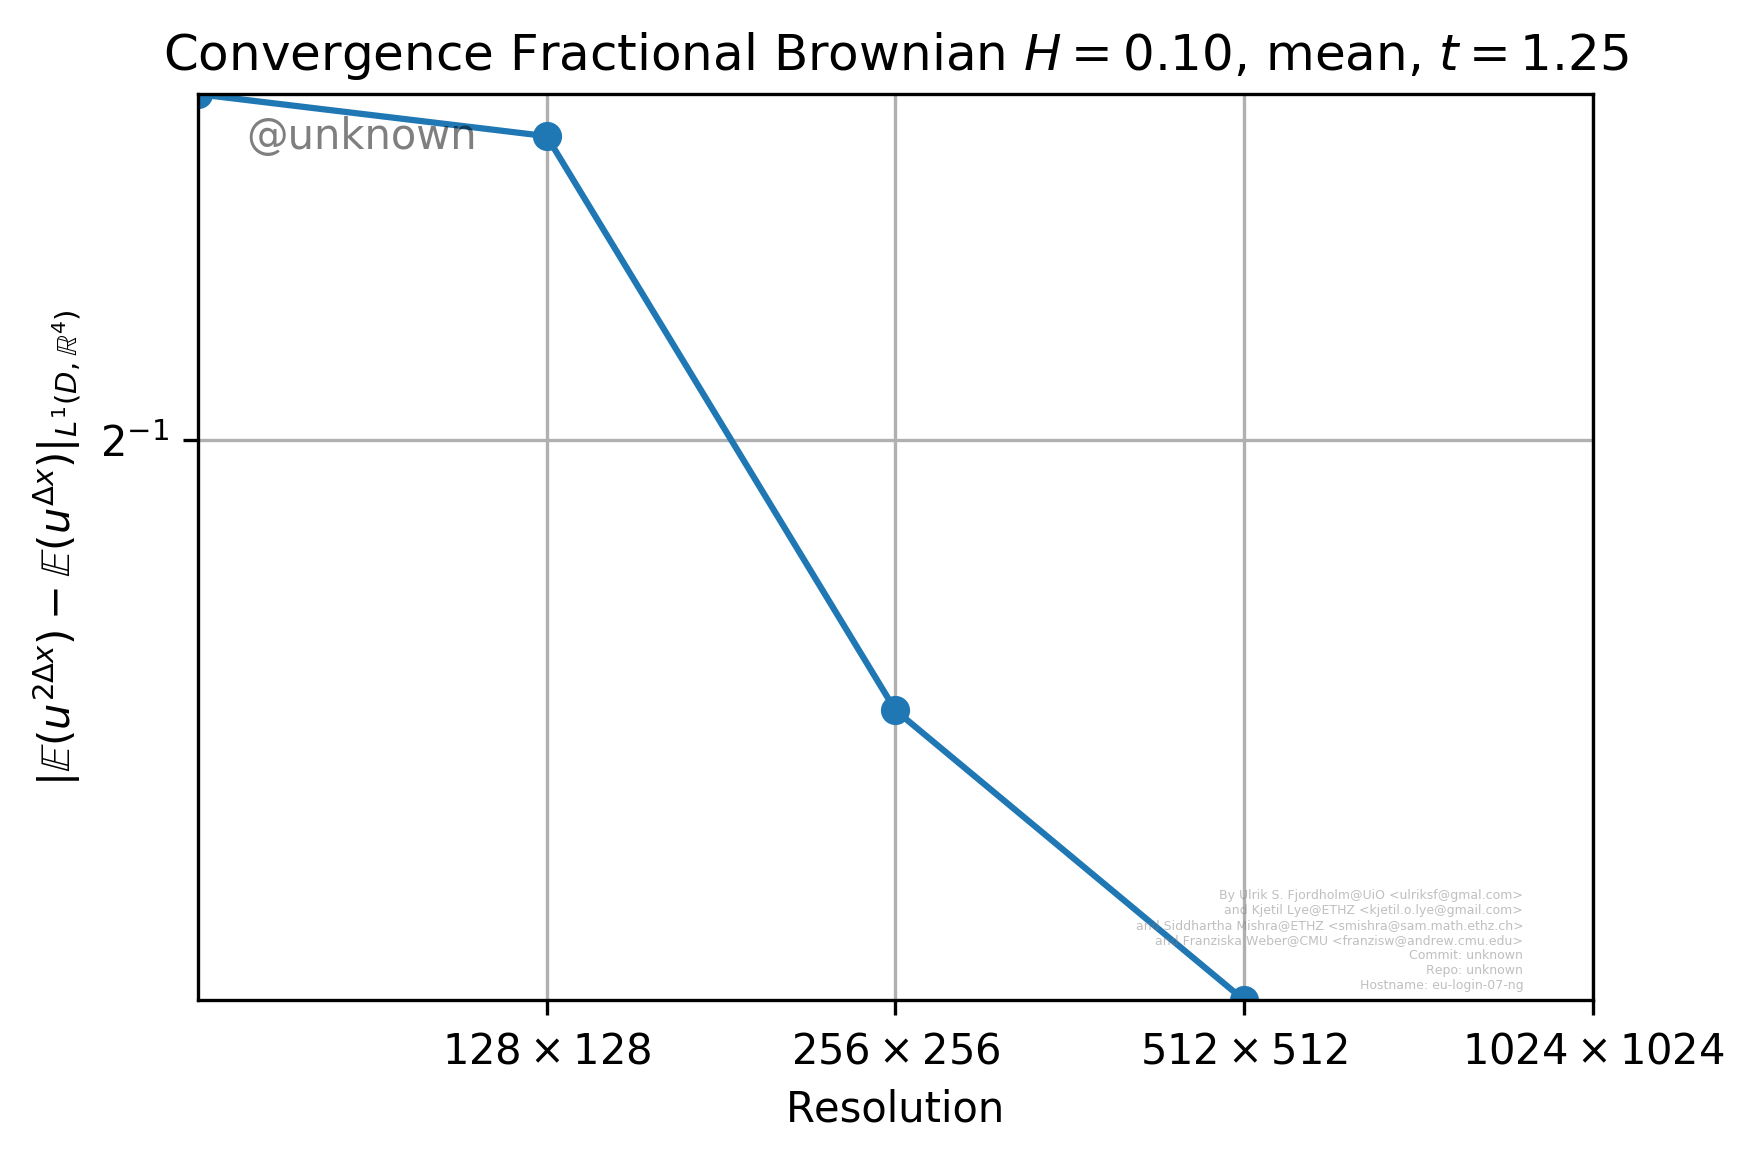 Convergence Fractional Brownian H = 0.10, mean, t = 1.25
@unknown
|𝔼(u^{2Δx}) − 𝔼(u^{Δx})|_{L^1(D, ℝ^4)}
2^{−1}
By Ulrik S. Fjordholm@UiO <ulriksf@gmal.com>
and Kjetil Lye@ETHZ <kjetil.o.lye@gmail.com>
and Siddhartha Mishra@ETHZ <smishra@sam.math.ethz.ch>
and Franziska Weber@CMU <franzisw@andrew.cmu.edu>
Commit: unknown
Repo: unknown
Hostname: eu-login-07-ng
128 × 128 256 × 256 512 × 512 1024 × 1024
Resolution